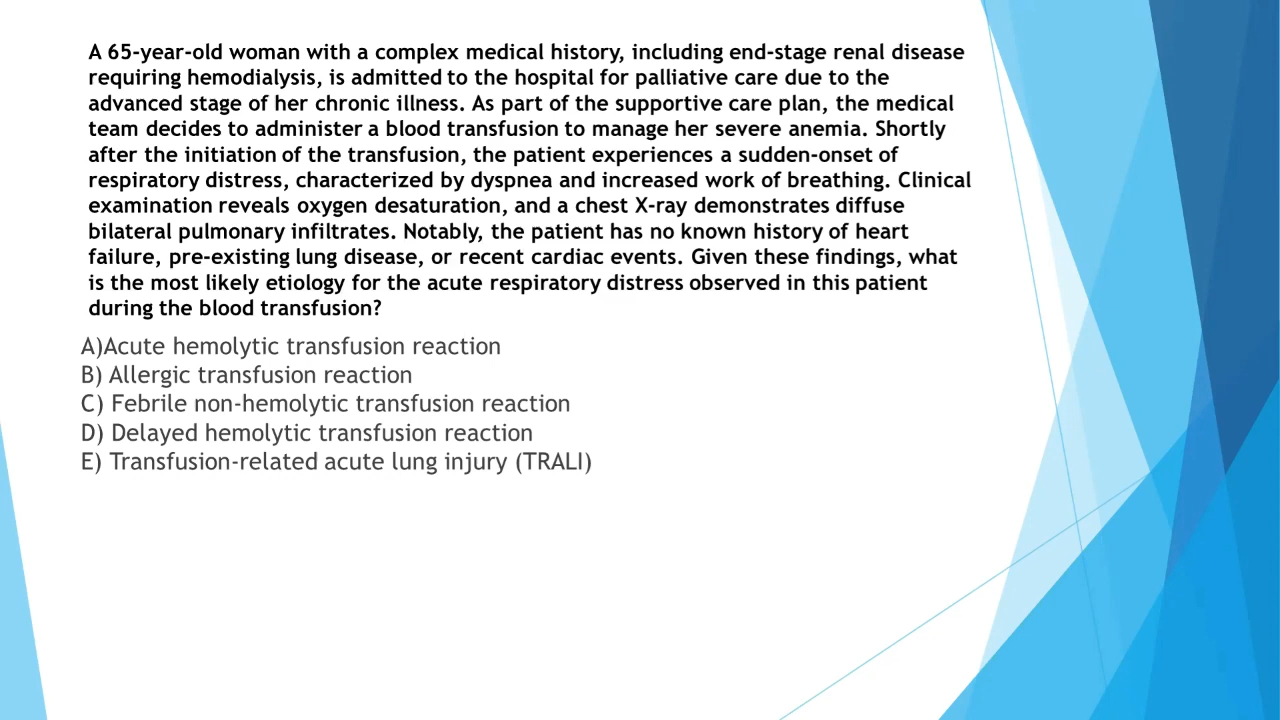 A 65-year-old woman with a complex medical history, including end-stage renal disease
requiring hemodialysis, is admitted to the hospital for palliative care due to the
advanced stage of her chronic illness. As part of the supportive care plan, the medical
team decides to administer a blood transfusion to manage her severe anemia. Shortly
after the initiation of the transfusion, the patient experiences a sudden-onset of
respiratory distress, characterized by dyspnea and increased work of breathing. Clinical
examination reveals oxygen desaturation, and a chest X-ray demonstrates diffuse
bilateral pulmonary infiltrates. Notably, the patient has no known history of heart
failure, pre-existing lung disease, or recent cardiac events. Given these findings, what
is the most likely etiology for the acute respiratory distress observed in this patient
during the blood transfusion?
A)Acute hemolytic transfusion reaction
B) Allergic transfusion reaction
C) Febrile non-hemolytic transfusion reaction
D) Delayed hemolytic transfusion reaction
E) Transfusion-related acute lung injury (TRALI)